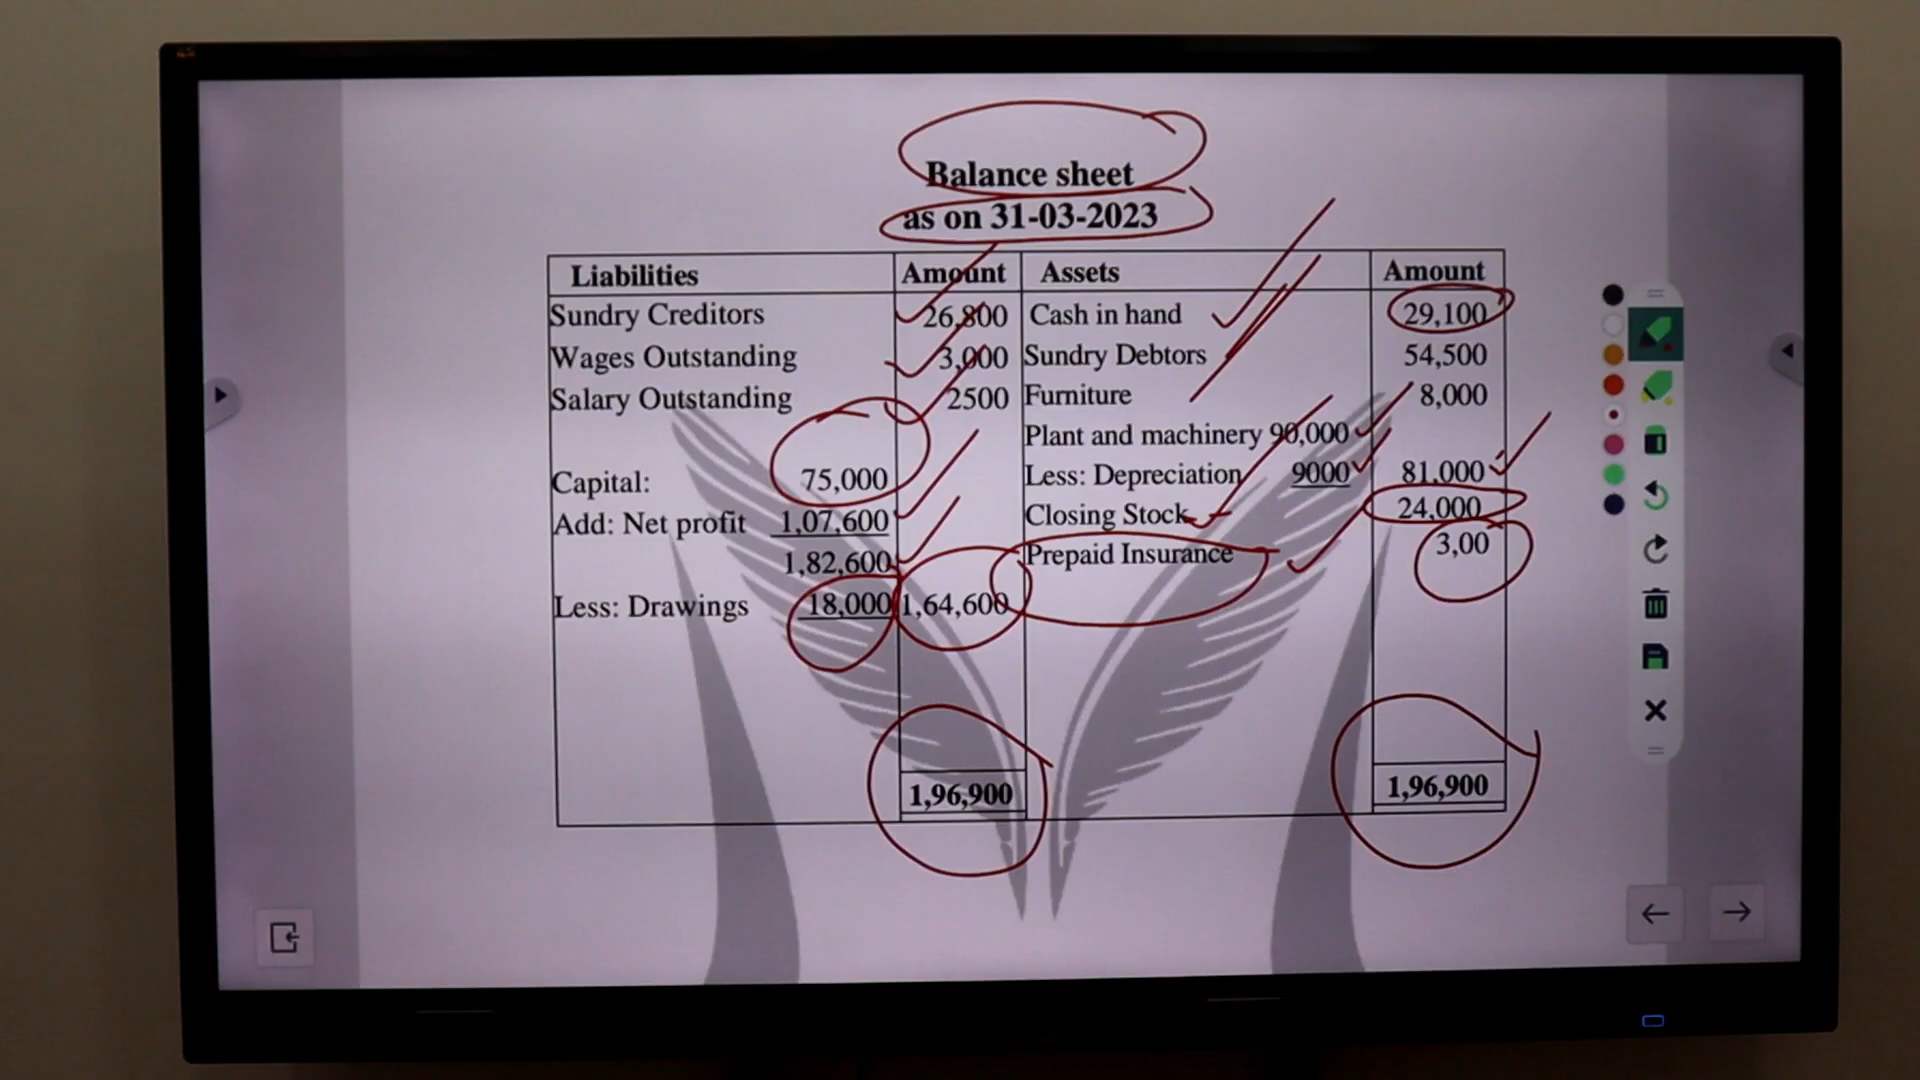 Balance sheet
as on 31-03-2023
Liabilities Amount Assets Amount
Sundry Creditors 26,800 Cash in hand 29,100
Wages Outstanding 3,000 Sundry Debtors 54,500
Salary Outstanding 2500 Furniture 8,000
Plant and machinery 90,000
Capital: 75,000 Less: Depreciation 9000 81,000
Add: Net profit 1,07,600 Closing Stock 24,000
1,82,600 Prepaid Insurance 3,00
Less: Drawings 18,000 1,64,600
1,96,900 1,96,900